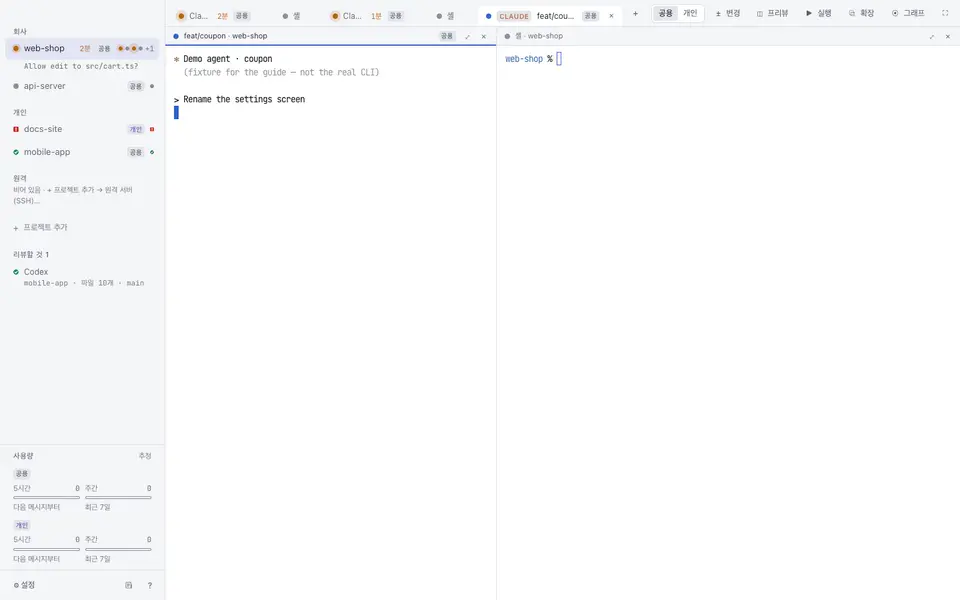 회사
web-shop 2분 공용 +1
Allow edit to src/cart.ts?
api-server 공용
개인
docs-site 개인
mobile-app 공용
원격
비어 있음 · + 프로젝트 추가 → 원격 서버
(SSH)…
+ 프로젝트 추가
리뷰할 것 1
Codex
mobile-app · 파일 10개 · main
사용량 추정
공용
5시간 0 주간 0
다음 메시지부터 최근 7일
개인
5시간 0 주간 0
다음 메시지부터 최근 7일
설정 ?
Cla… 2분 공용 셸 Cla… 1분 공용 셸 CLAUDE feat/cou… 공용 × + 공용 개인 변경 프리뷰 실행 확장 그래프
feat/coupon · web-shop 공용 ×
* Demo agent · coupon
(fixture for the guide — not the real CLI)
> Rename the settings screen
셸 · web-shop ×
web-shop %